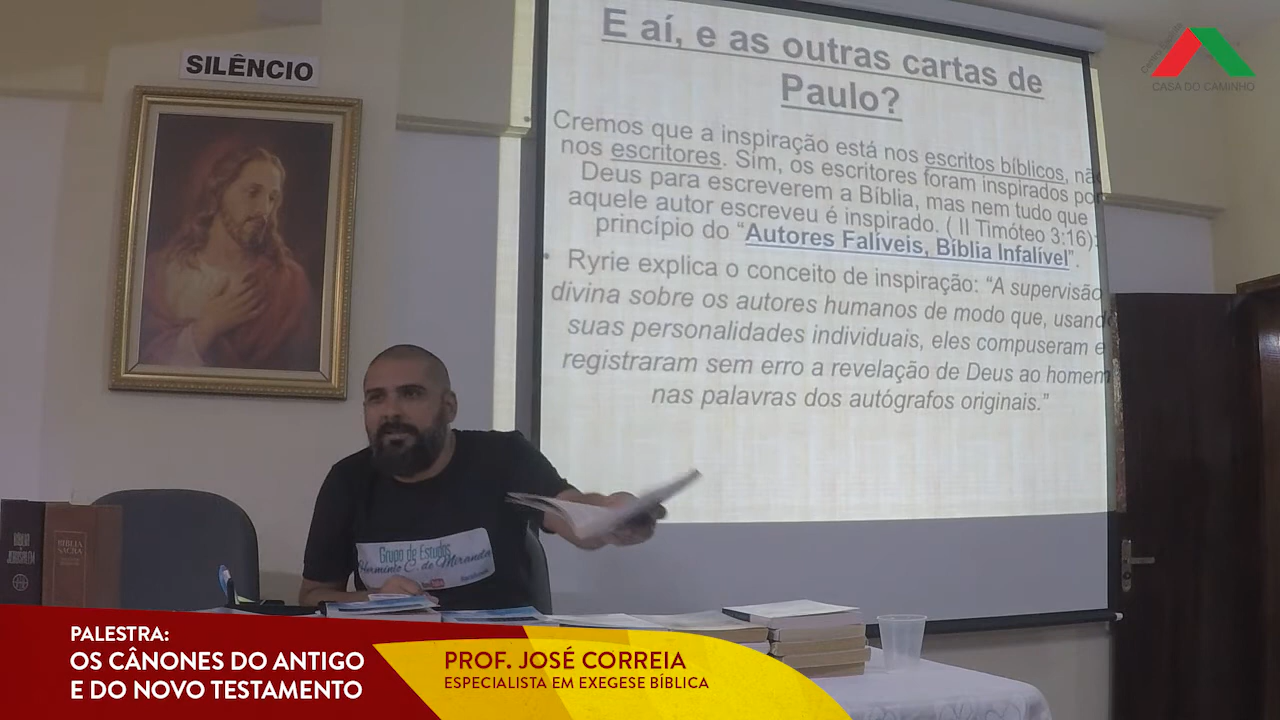 SILÊNCIO
E aí, e as outras cartas de
Paulo?
Cremos que a inspiração está nos escritos bíblicos, nã
nos escritores. Sim, os escritores foram inspirados por
Deus para escreverem a Bíblia, mas nem tudo que
aquele autor escreveu é inspirado. ( II Timóteo 3:16):
princípio do “Autores Falíveis, Bíblia Infalível”.
• Ryrie explica o conceito de inspiração: “A supervisão
divina sobre os autores humanos de modo que, usando
suas personalidades individuais, eles compuseram e
registraram sem erro a revelação de Deus ao homem
nas palavras dos autógrafos originais.”
CASA DO CAMINHO
BÍBLIA
JERUSALÉM
BÍBLIA
SACRA
Grupo de Estudos
Hermínio C. de Miranda
PALESTRA:
OS CÂNONES DO ANTIGO
E DO NOVO TESTAMENTO
PROF. JOSÉ CORREIA
ESPECIALISTA EM EXEGESE BÍBLICA